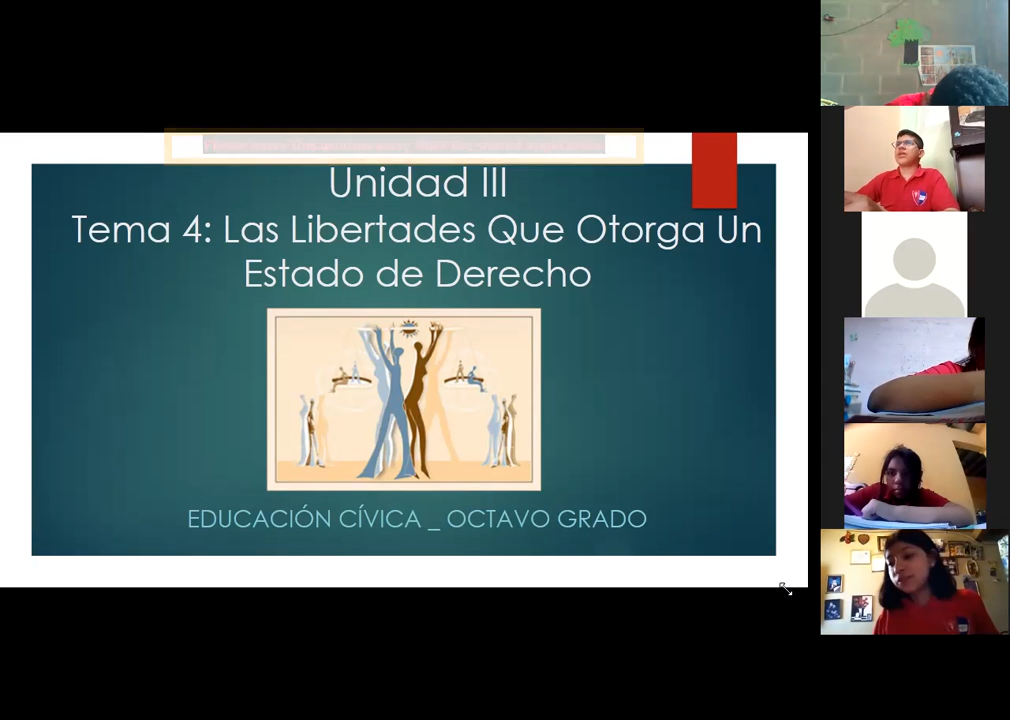 Unidad III
Tema 4: Las Libertades Que Otorga Un
Estado de Derecho
EDUCACIÓN CÍVICA _ OCTAVO GRADO